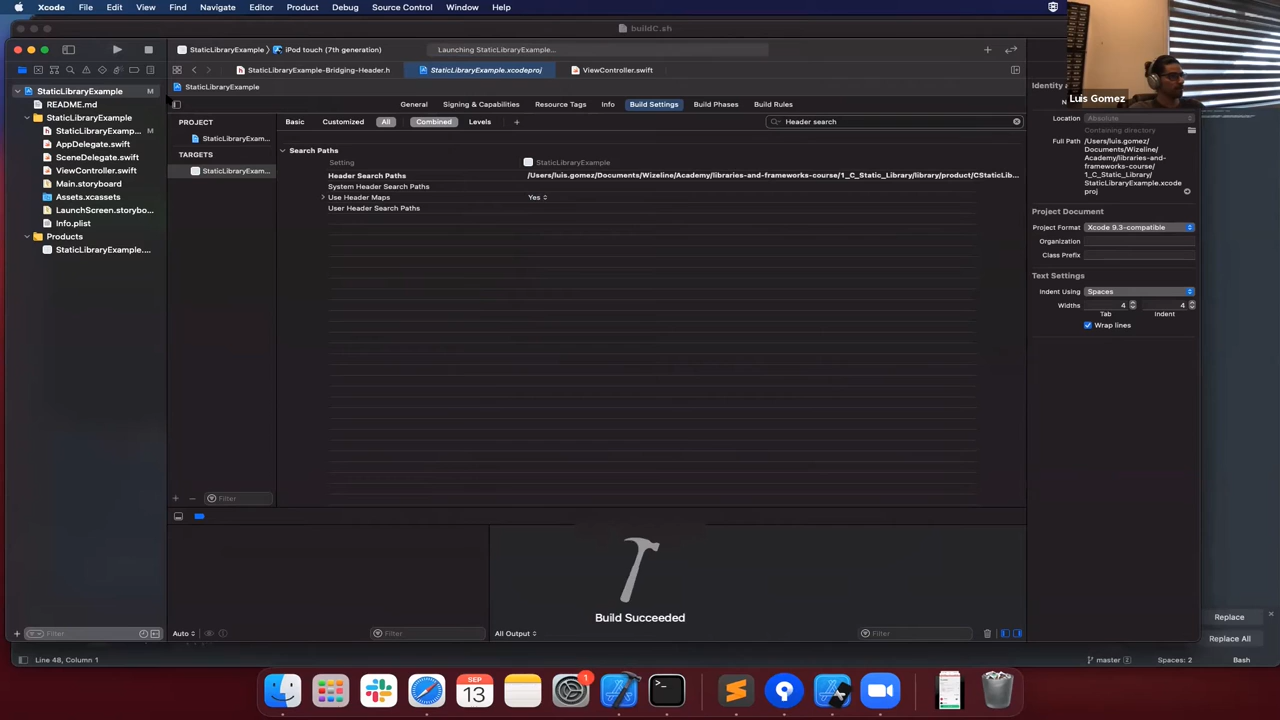 Xcode File Edit View Find Navigate Editor Product Debug Source Control Window Help
buildC.sh
StaticLibraryExample iPod touch (7th generation) Launching StaticLibraryExample...
StaticLibraryExample-Bridging-Header.h StaticLibraryExample.xcodeproj ViewController.swift
StaticLibraryExample M
StaticLibraryExample
README.md
StaticLibraryExample
StaticLibraryExamp... M
AppDelegate.swift
SceneDelegate.swift
ViewController.swift
Main.storyboard
Assets.xcassets
LaunchScreen.storybo...
Info.plist
Products
StaticLibraryExample....
General Signing & Capabilities Resource Tags Info Build Settings Build Phases Build Rules
PROJECT
StaticLibraryExam...
TARGETS
StaticLibraryExam...
Basic Customized All Combined Levels + Header search
Search Paths
Setting StaticLibraryExample
Header Search Paths /Users/luis.gomez/Documents/Wizeline/Academy/libraries-and-frameworks-course/1_C_Static_Library/library/product/CStaticLib...
System Header Search Paths
Use Header Maps Yes
User Header Search Paths
Filter
Build Succeeded
Auto Filter All Output Filter
Filter
Identity a
Luis Gomez
Location Absolute
Containing directory
Full Path /Users/luis.gomez/
Documents/Wizeline/
Academy/libraries-and-
frameworks-course/
1_C_Static_Library/
StaticLibraryExample.xcode
proj
Project Document
Project Format Xcode 9.3-compatible
Organization
Class Prefix
Text Settings
Indent Using Spaces
Widths 4 4
Tab Indent
Wrap lines
Replace
Replace All
Line 48, Column 1 master 2 Spaces: 2 Bash
SEP
13
1